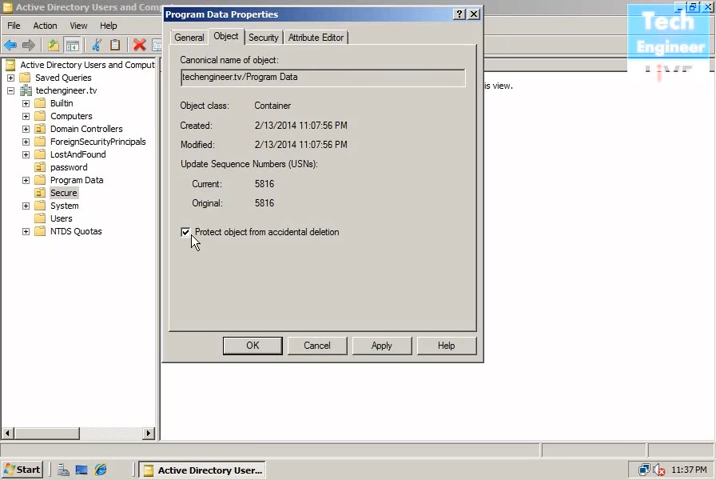 Active Directory Users and Comput
File Action View Help
Active Directory Users and Comput
Saved Queries
techengineer.tv
Builtin
Computers
Domain Controllers
ForeignSecurityPrincipals
LostAndFound
password
Program Data
Secure
System
Users
NTDS Quotas
Program Data Properties
General Object Security Attribute Editor
Canonical name of object:
techengineer.tv/Program Data
Object class: Container
Created: 2/13/2014 11:07:56 PM
Modified: 2/13/2014 11:07:56 PM
Update Sequence Numbers (USNs):
Current: 5816
Original: 5816
Protect object from accidental deletion
OK Cancel Apply Help
s view.
Tech
Engineer
LiVE
Start Active Directory User... 11:37 PM